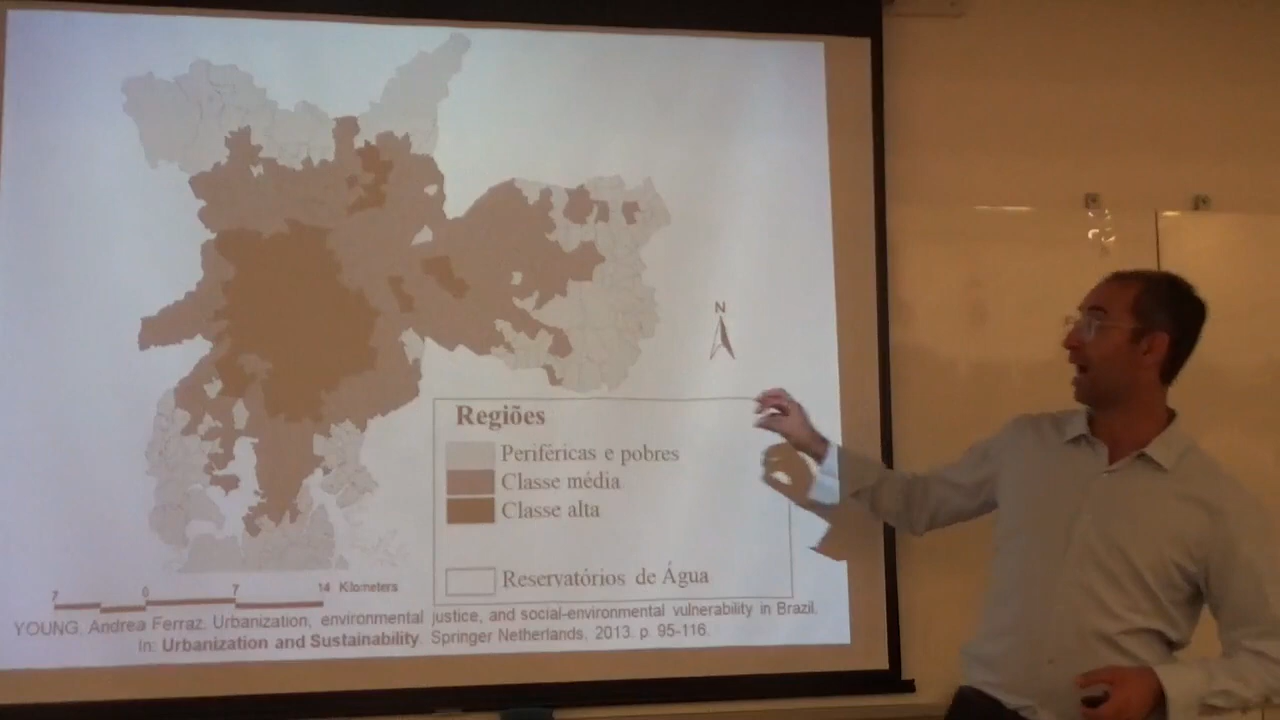 N
Regiões
Periféricas e pobres
Classe média
Classe alta
Reservatórios de Água
7 0 7 14 Kilometers
YOUNG, Andrea Ferraz. Urbanization, environmental justice, and social-environmental vulnerability in Brazil.
In: Urbanization and Sustainability. Springer Netherlands, 2013. p. 95-116.